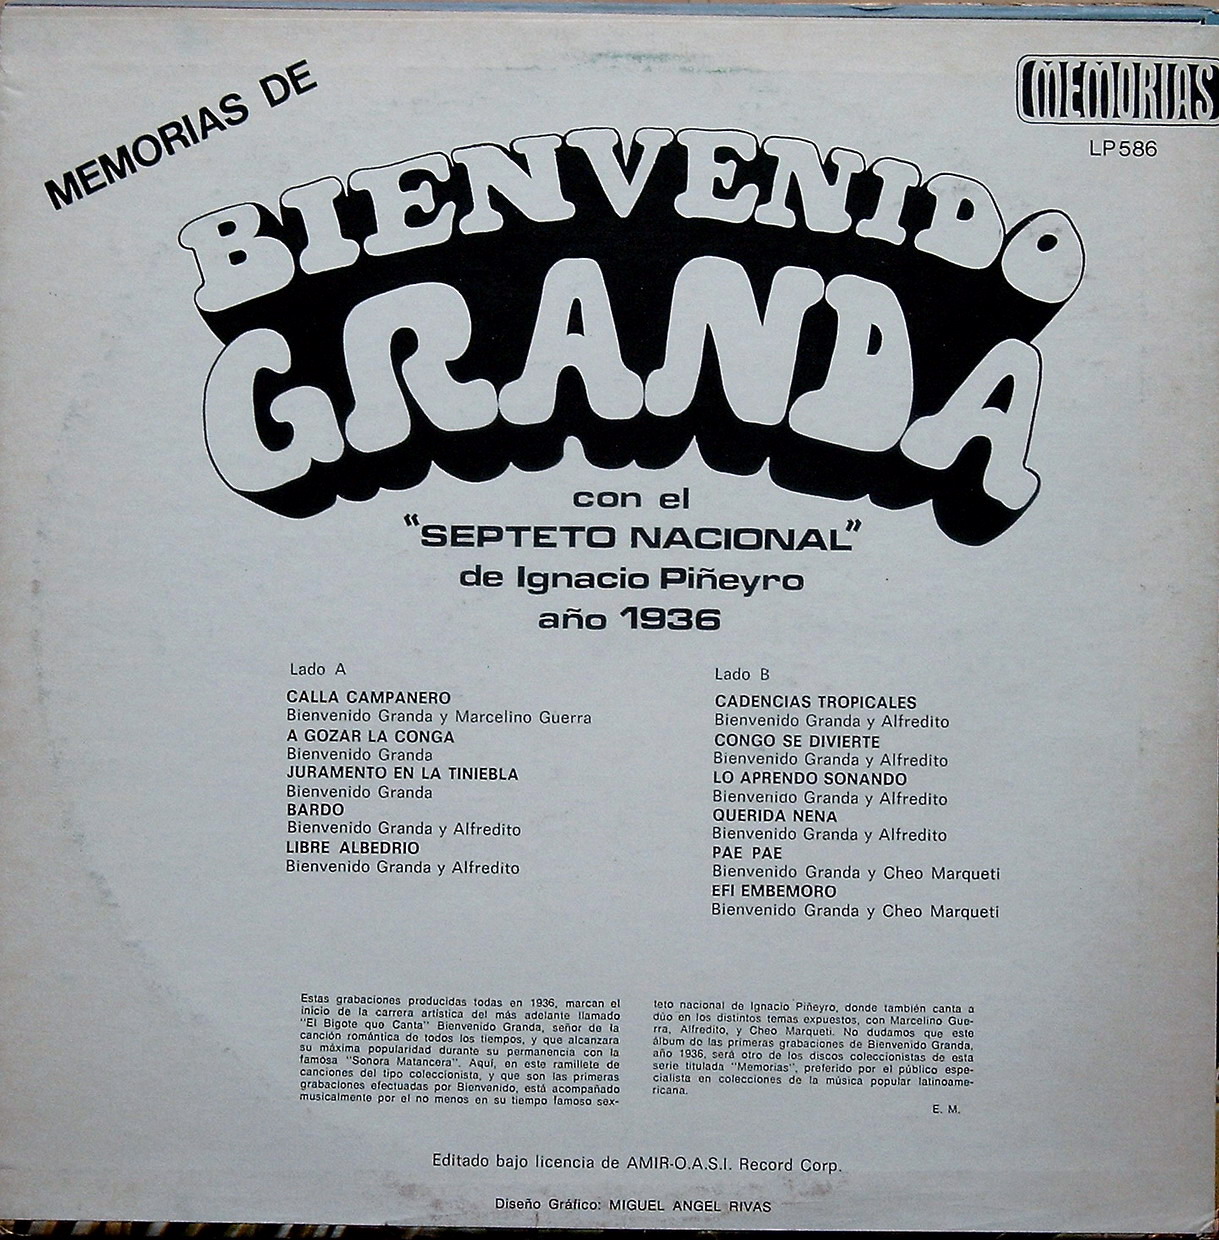 MEMORIAS DE
MEMORIAS
LP586
BIENVENIDO
GRANDA
con el
"SEPTETO NACIONAL"
de Ignacio Piñeyro
año 1936
Lado A
CALLA CAMPANERO
Bienvenido Granda y Marcelino Guerra
A GOZAR LA CONGA
Bienvenido Granda
JURAMENTO EN LA TINIEBLA
Bienvenido Granda
BARDO
Bienvenido Granda y Alfredito
LIBRE ALBEDRIO
Bienvenido Granda y Alfredito
Lado B
CADENCIAS TROPICALES
Bienvenido Granda y Alfredito
CONGO SE DIVIERTE
Bienvenido Granda y Alfredito
LO APRENDO SONANDO
Bienvenido Granda y Alfredito
QUERIDA NENA
Bienvenido Granda y Alfredito
PAE PAE
Bienvenido Granda y Cheo Marqueti
EFI EMBEMORO
Bienvenido Granda y Cheo Marqueti
Estas grabaciones producidas todas en 1936, marcan el
inicio de la carrera artística del más adelante llamado
"El Bigote que Canta" Bienvenido Granda, señor de la
canción romántica de todos los tiempos, y que alcanzara
su máxima popularidad durante su permanencia con la
famosa "Sonora Matancera". Aquí, en este ramillete de
canciones del tipo coleccionista, y que son las primeras
grabaciones efectuadas por Bienvenido, está acompañado
musicalmente por el no menos en su tiempo famoso sex-
teto nacional de Ignacio Piñeyro, donde también canta a
dúo en los distintos temas expuestos, con Marcelino Gue-
rra, Alfredito, y Cheo Marqueti. No dudamos que este
álbum de las primeras grabaciones de Bienvenido Granda,
año 1936, será otro de los discos coleccionistas de esta
serie titulada "Memorias", preferido por el público espe-
cialista en colecciones de la música popular latinoame-
ricana.
E. M.
Editado bajo licencia de AMIR-O.A.S.I. Record Corp.
Diseño Gráfico: MIGUEL ANGEL RIVAS